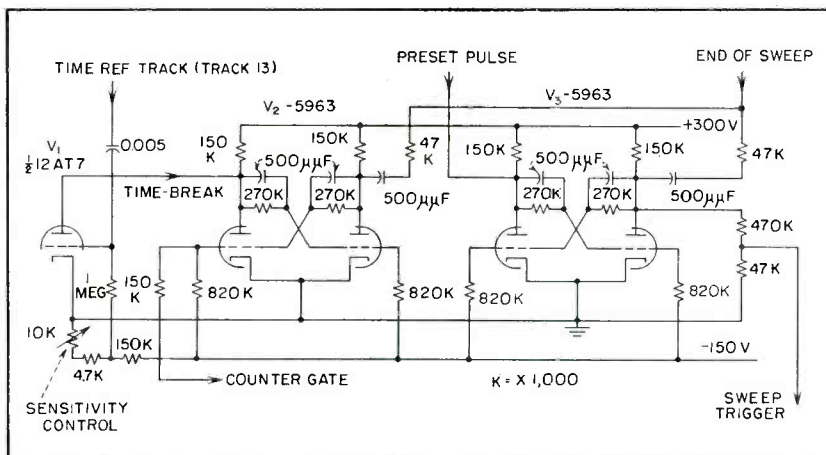 TIME REF TRACK (TRACK 13)
PRESET PULSE
END OF SWEEP
V1
½ 12AT7
0.005
V2-5963
V3-5963
+300V
150
K
150K
47
K
150K
150K
47K
TIME-BREAK
500μμF
500μμF
500μμF
500μμF
270K
270K
270K
270K
470K
47K
1
MEG
150
K
820K
820K
820K
820K
10K
4.7K
150K
-150V
COUNTER GATE
K = X 1,000
SENSITIVITY
CONTROL
SWEEP
TRIGGER